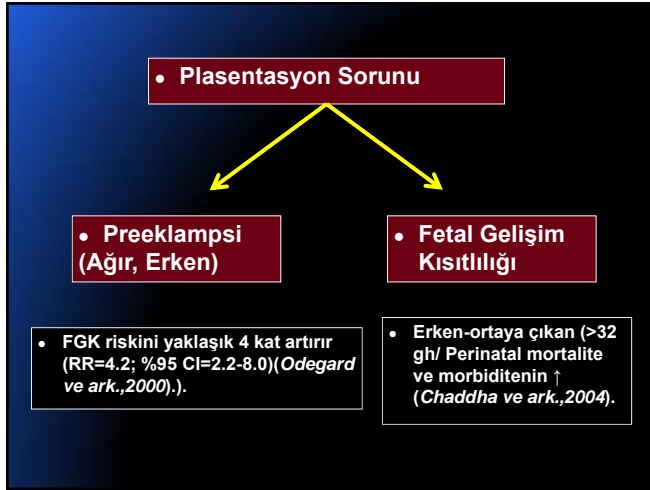 • Plasentasyon Sorunu
• Preeklampsi
(Ağır, Erken)
• Fetal Gelişim
Kısıtlılığı
• FGK riskini yaklaşık 4 kat artırır
(RR=4.2; %95 CI=2.2-8.0)(Odegard
ve ark.,2000).).
• Erken-ortaya çıkan (>32
gh/ Perinatal mortalite
ve morbiditenin ↑
(Chaddha ve ark.,2004).